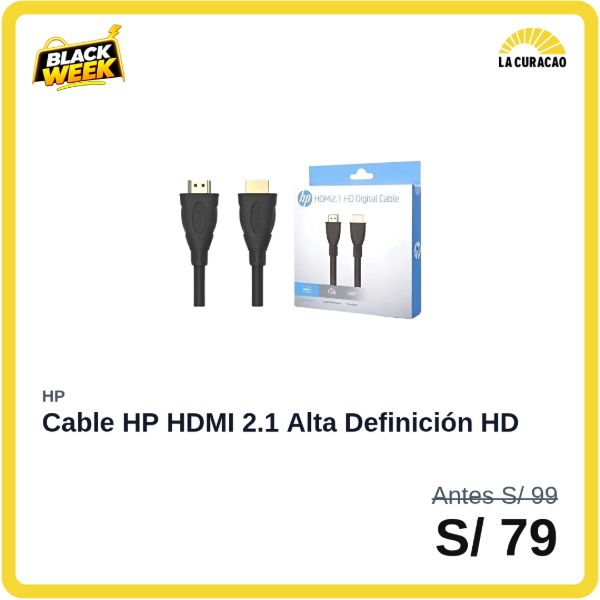 BLACK
WEEK
LA CURACAO
hp
HDMI2.1 HD Digital Cable
HP
Cable HP HDMI 2.1 Alta Definición HD
Antes S/ 99
S/ 79